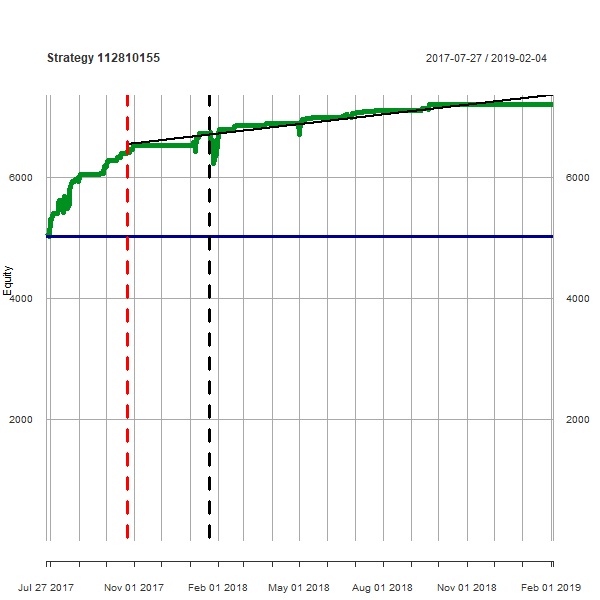 Strategy 112810155
2017-07-27 / 2019-02-04
6000
6000
Equity
4000
4000
2000
2000
Jul 27 2017
Nov 01 2017
Feb 01 2018
May 01 2018
Aug 01 2018
Nov 01 2018
Feb 01 2019